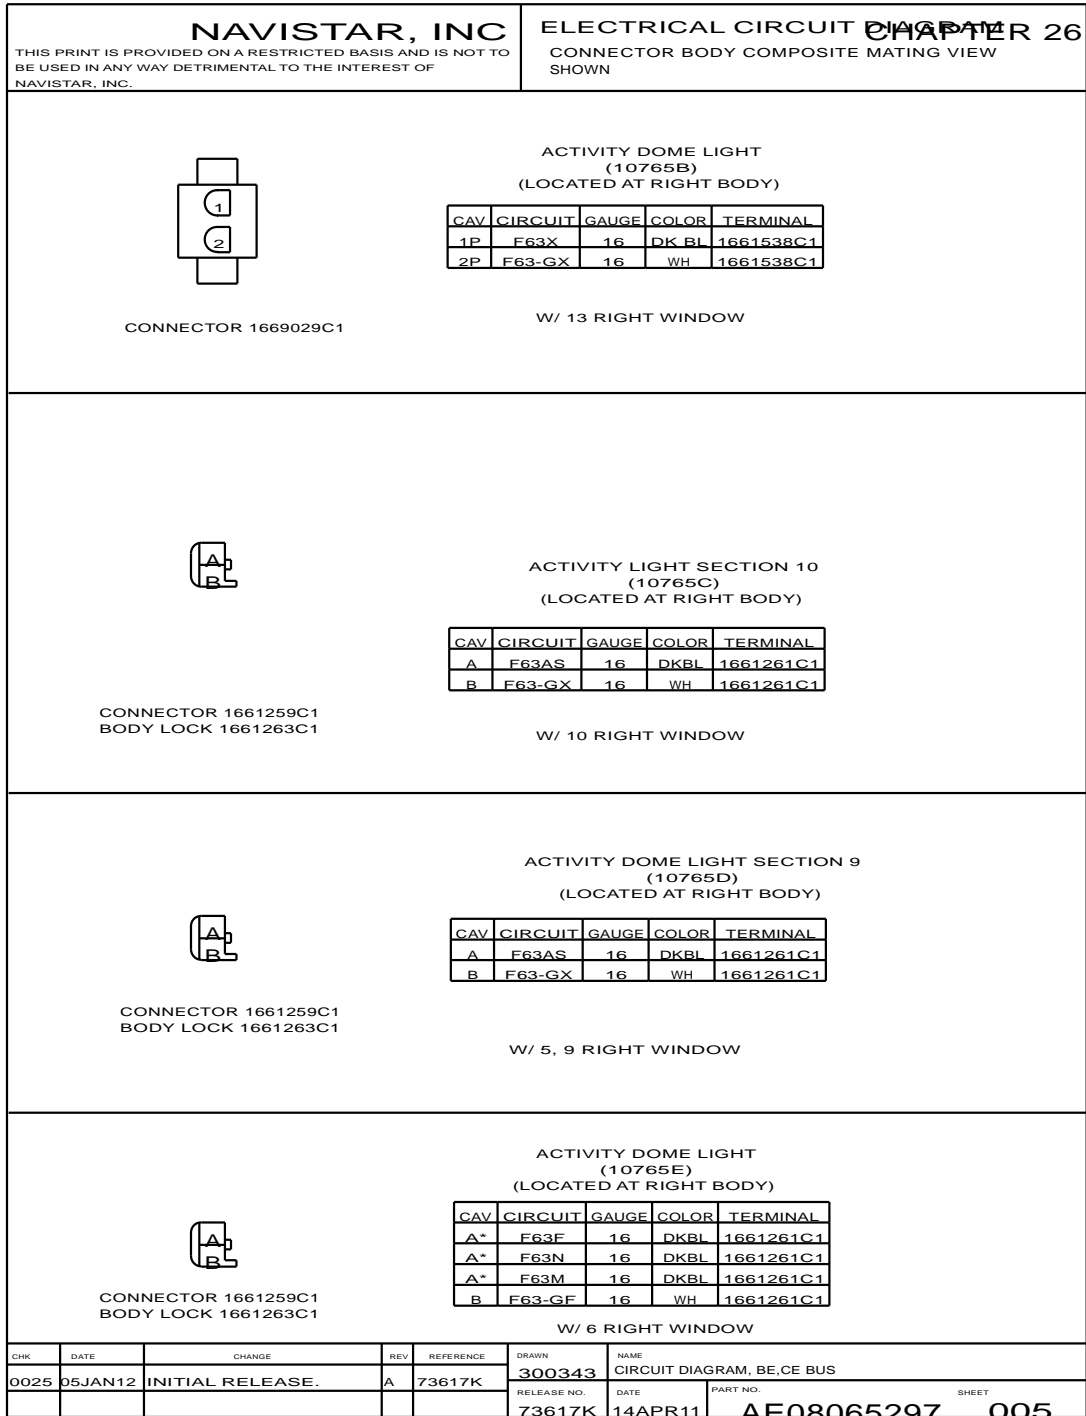 NAVISTAR, INC
THIS PRINT IS PROVIDED ON A RESTRICTED BASIS AND IS NOT TO
BE USED IN ANY WAY DETRIMENTAL TO THE INTEREST OF
NAVISTAR, INC.
ELECTRICAL CIRCUIT DIAGRAM
CHAPTER 26
CONNECTOR BODY COMPOSITE MATING VIEW
SHOWN
1
2
CONNECTOR 1669029C1
ACTIVITY DOME LIGHT
(10765B)
(LOCATED AT RIGHT BODY)
CAV CIRCUIT GAUGE COLOR TERMINAL
1P F63X 16 DK BL 1661538C1
2P F63-GX 16 WH 1661538C1
W/ 13 RIGHT WINDOW
A
B
CONNECTOR 1661259C1
BODY LOCK 1661263C1
ACTIVITY LIGHT SECTION 10
(10765C)
(LOCATED AT RIGHT BODY)
CAV CIRCUIT GAUGE COLOR TERMINAL
A F63AS 16 DKBL 1661261C1
B F63-GX 16 WH 1661261C1
W/ 10 RIGHT WINDOW
A
B
CONNECTOR 1661259C1
BODY LOCK 1661263C1
ACTIVITY DOME LIGHT SECTION 9
(10765D)
(LOCATED AT RIGHT BODY)
CAV CIRCUIT GAUGE COLOR TERMINAL
A F63AS 16 DKBL 1661261C1
B F63-GX 16 WH 1661261C1
W/ 5, 9 RIGHT WINDOW
A
B
CONNECTOR 1661259C1
BODY LOCK 1661263C1
ACTIVITY DOME LIGHT
(10765E)
(LOCATED AT RIGHT BODY)
CAV CIRCUIT GAUGE COLOR TERMINAL
A* F63F 16 DKBL 1661261C1
A* F63N 16 DKBL 1661261C1
A* F63M 16 DKBL 1661261C1
B F63-GF 16 WH 1661261C1
W/ 6 RIGHT WINDOW
CHK DATE CHANGE REV REFERENCE
0025 05JAN12 INITIAL RELEASE. A 73617K
DRAWN
300343
NAME
CIRCUIT DIAGRAM, BE,CE BUS
RELEASE NO.
73617K
DATE
14APR11
PART NO.
AE08065297
SHEET
005